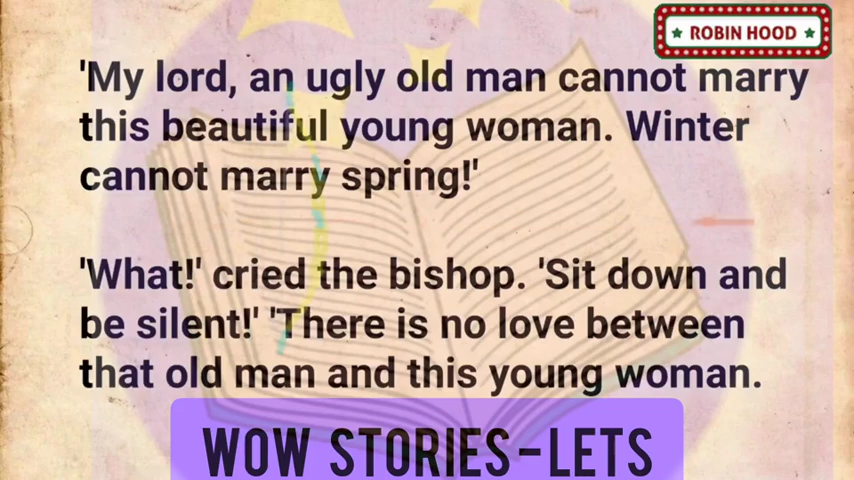 ROBIN HOOD
'My lord, an ugly old man cannot marry
this beautiful young woman. Winter
cannot marry spring!'
'What!' cried the bishop. 'Sit down and
be silent!' 'There is no love between
that old man and this young woman.
WOW STORIES-LETS